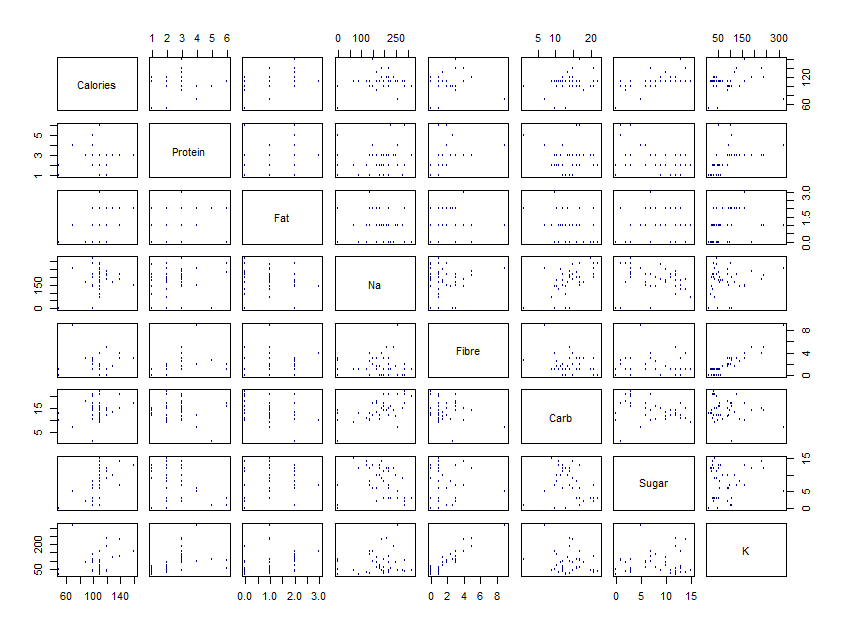 1 2 3 4 5 6 0 100 250 5 10 20 50 150 300
Calories 60 120
1 3 5 Protein
Fat 0.0 1.5 3.0
0 150 Na
Fibre 0 4 8
5 15 Carb
Sugar 0 5 15
50 200 K
60 100 140 0.0 1.0 2.0 3.0 0 2 4 6 8 0 5 10 15